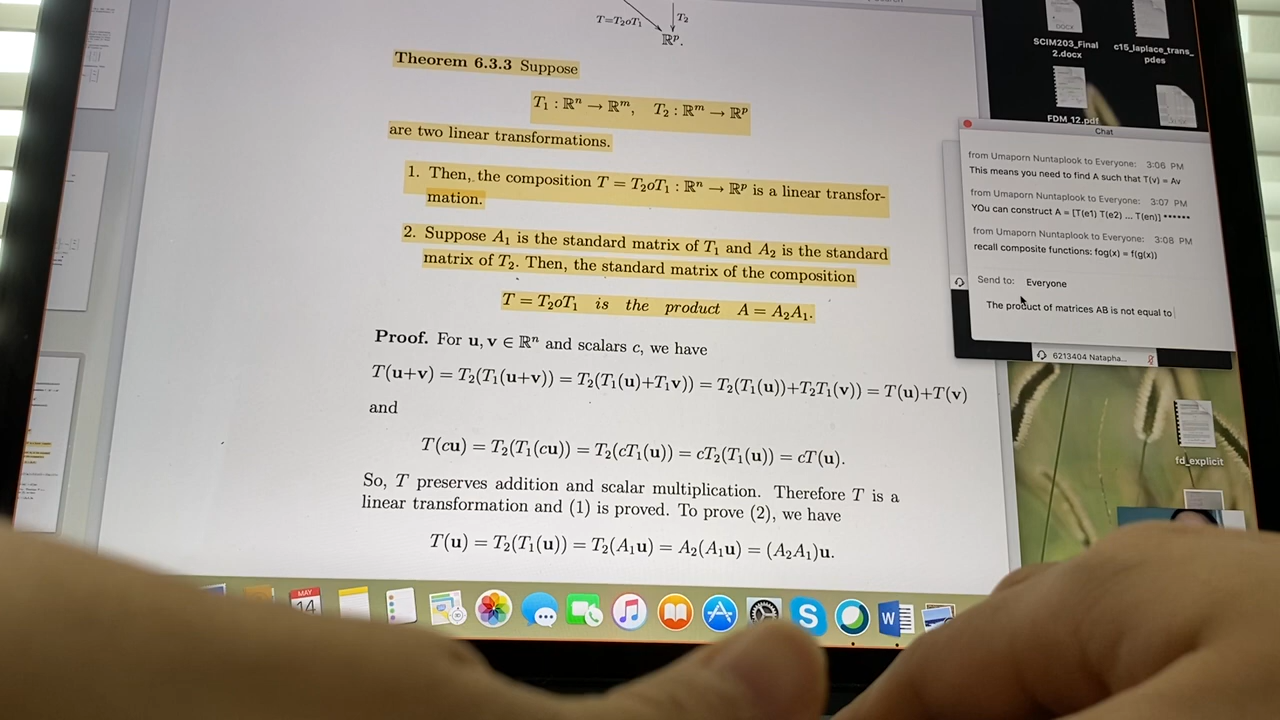 T=T₂oT₁
T₂
ℝᵖ.
Theorem 6.3.3 Suppose
T₁ : ℝⁿ → ℝᵐ, T₂ : ℝᵐ → ℝᵖ
are two linear transformations.
1. Then, the composition T = T₂oT₁ : ℝⁿ → ℝᵖ is a linear transfor-
mation.
2. Suppose A₁ is the standard matrix of T₁ and A₂ is the standard
matrix of T₂. Then, the standard matrix of the composition
T = T₂oT₁ is the product A = A₂A₁.
Proof. For u, v ∈ ℝⁿ and scalars c, we have
T(u+v) = T₂(T₁(u+v)) = T₂(T₁(u)+T₁v)) = T₂(T₁(u))+T₂T₁(v)) = T(u)+T(v)
and
T(cu) = T₂(T₁(cu)) = T₂(cT₁(u)) = cT₂(T₁(u)) = cT(u).
So, T preserves addition and scalar multiplication. Therefore T is a
linear transformation and (1) is proved. To prove (2), we have
T(u) = T₂(T₁(u)) = T₂(A₁u) = A₂(A₁u) = (A₂A₁)u.
DOCX
SCIM203_Final
2.docx
c15_laplace_trans_
pdes
FDM_12.pdf
Chat
from Umaporn Nuntaplook to Everyone: 3:06 PM
This means you need to find A such that T(v) = Av
from Umaporn Nuntaplook to Everyone: 3:07 PM
YOu can construct A = [T(e1) T(e2) ... T(en)] ••••••
from Umaporn Nuntaplook to Everyone: 3:08 PM
recall composite functions: fog(x) = f(g(x))
Send to: Everyone
The product of matrices AB is not equal to
6213404 Natapha...
fd_explicit
MAY
14
S
W